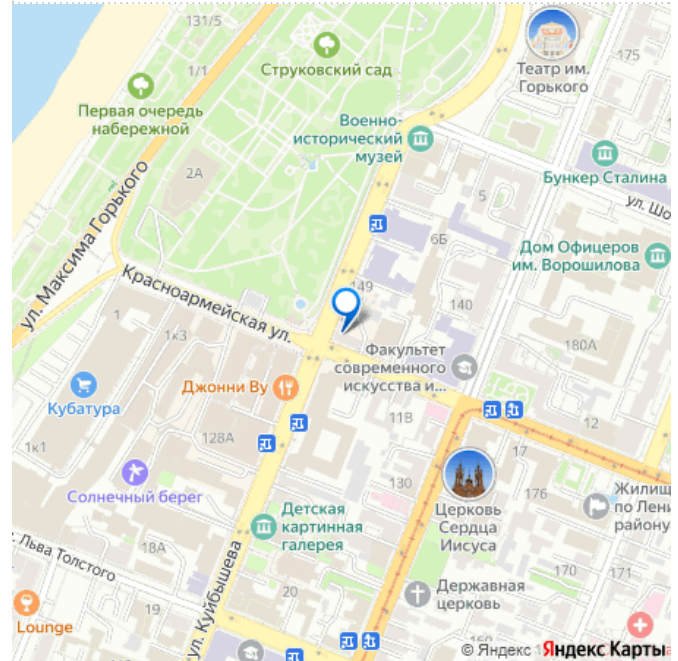 131/5
1/1
Струковский сад
Театр им.
Горького
175
Первая очередь
набережной
Военно-
исторический
музей
Бункер Сталина
2А
5
ул. Шо
ул. Максима Горького
6Б
Дом Офицеров
им. Ворошилова
Красноармейская ул.
149
140
180А
1
1к3
Факультет
современного
искусства и...
Кубатура
Джонни Ву
11В
12
128А
1к1
17
Солнечный берег
130
176
Церковь
Сердца
Иисуса
Жилищ
по Лени
району
Детская
картинная
галерея
Льва Толстого
18А
ул. Куйбышева
170
171
Державная
церковь
20
19
Lounge
© Яндекс Яндекс Карты